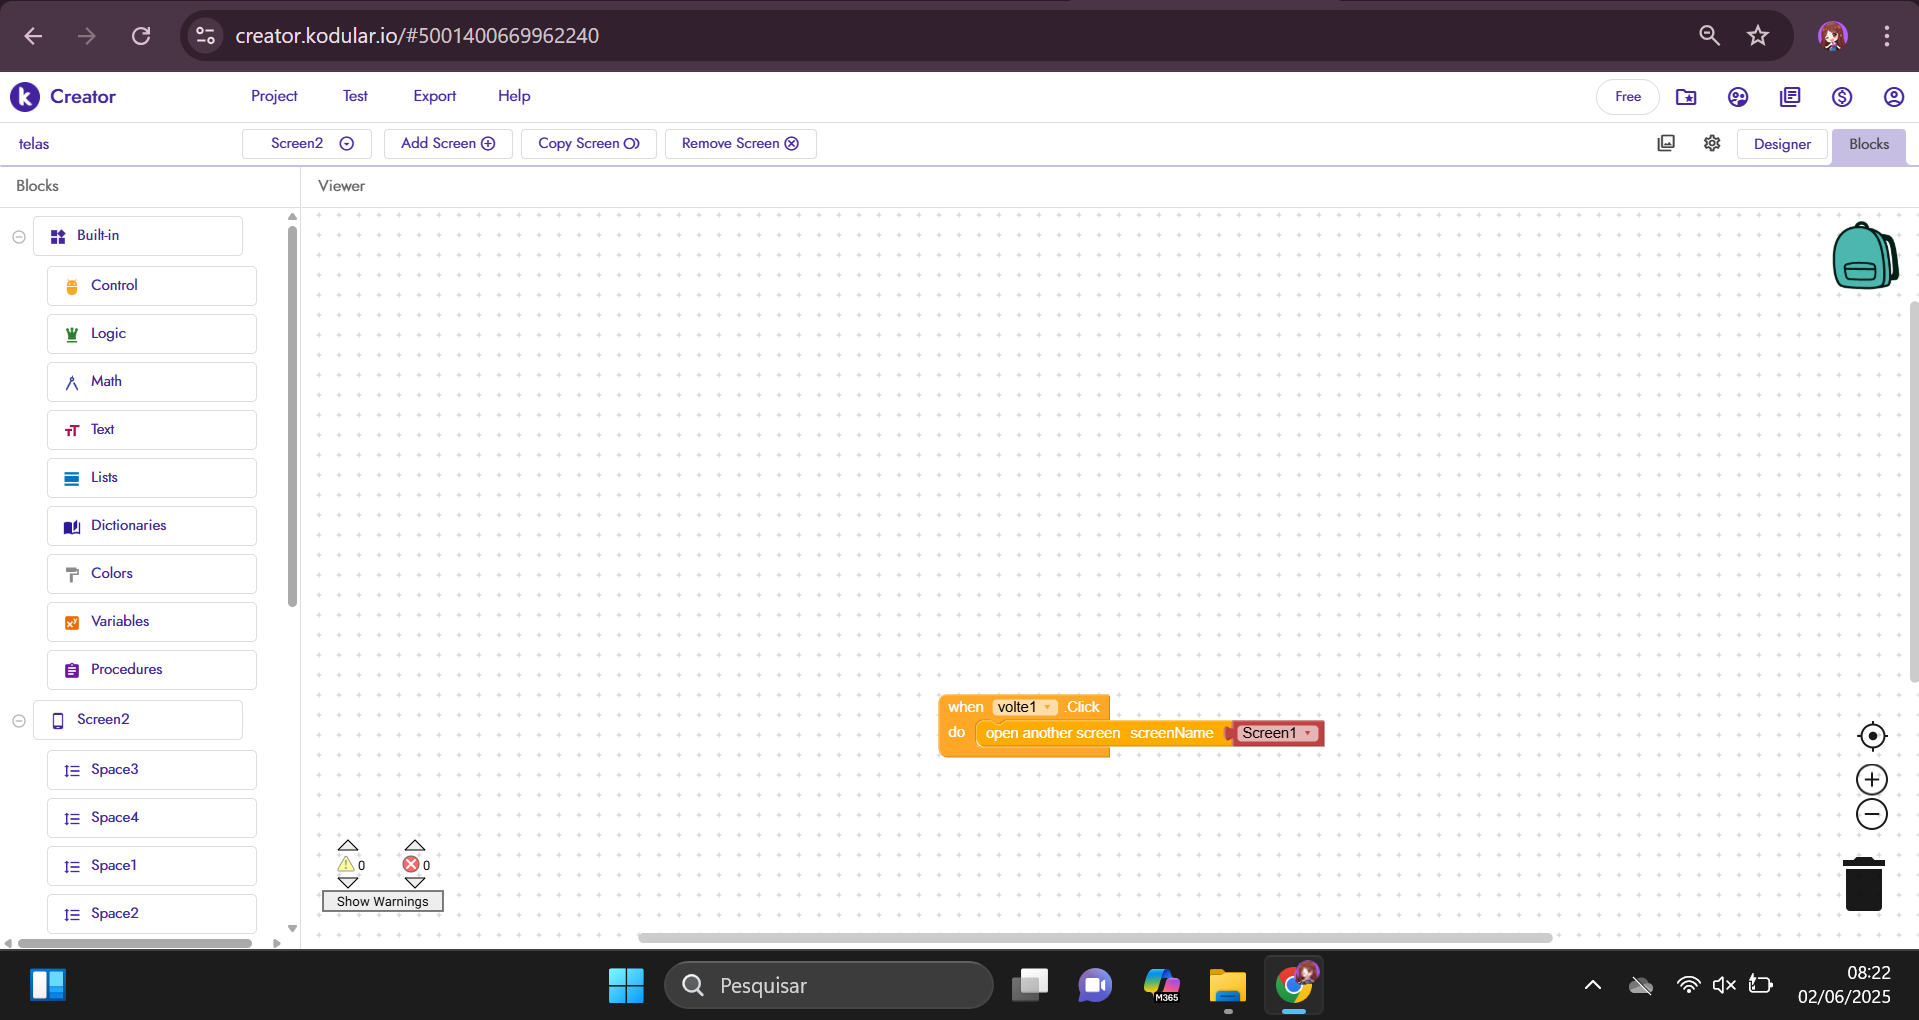 creator.kodular.io/#5001400669962240
Creator
Project
Test
Export
Help
Free
telas
Screen2
Add Screen
Copy Screen
Remove Screen
Designer
Blocks
Blocks
Viewer
Built-in
Control
Logic
Math
Text
Lists
Dictionaries
Colors
Variables
Procedures
Screen2
Space3
Space4
Space1
Space2
when volte1 .Click
do open another screen screenName Screen1
0 0
Show Warnings
Pesquisar
M365
08:22
02/06/2025